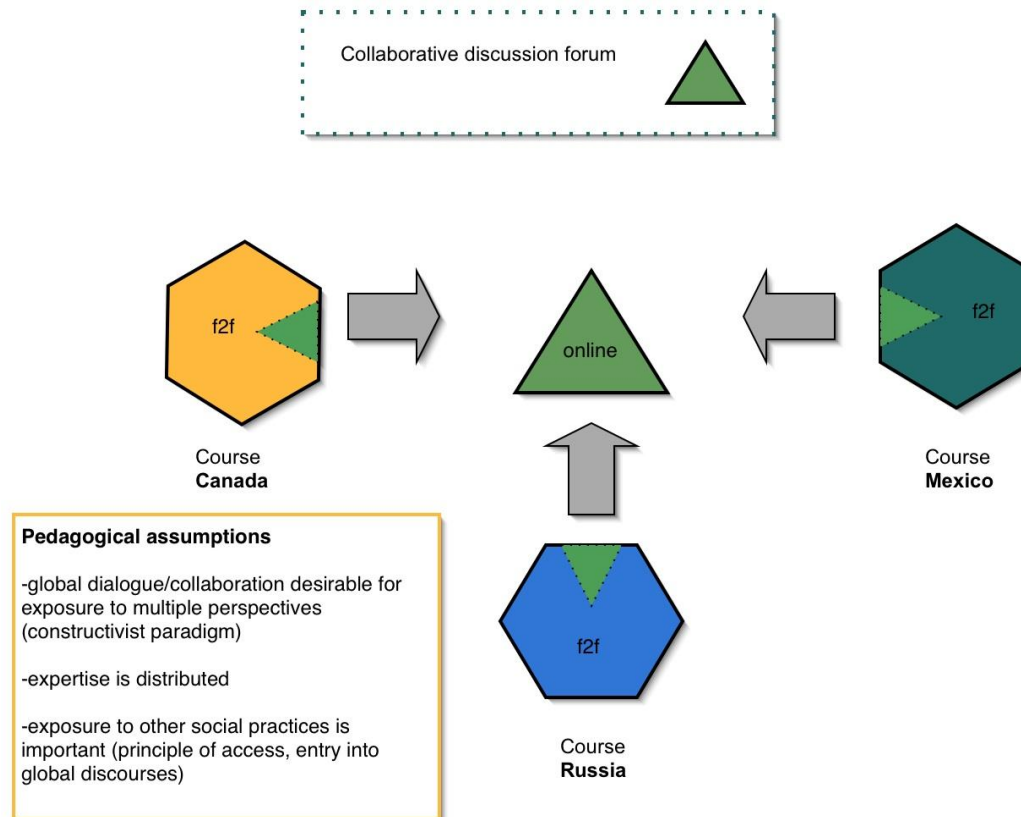 Collaborative discussion forum
f2f
online
f2f
Course
Canada
Course
Mexico
Pedagogical assumptions
-global dialogue/collaboration desirable for
exposure to multiple perspectives
(constructivist paradigm)
-expertise is distributed
-exposure to other social practices is
important (principle of access, entry into
global discourses)
f2f
Course
Russia